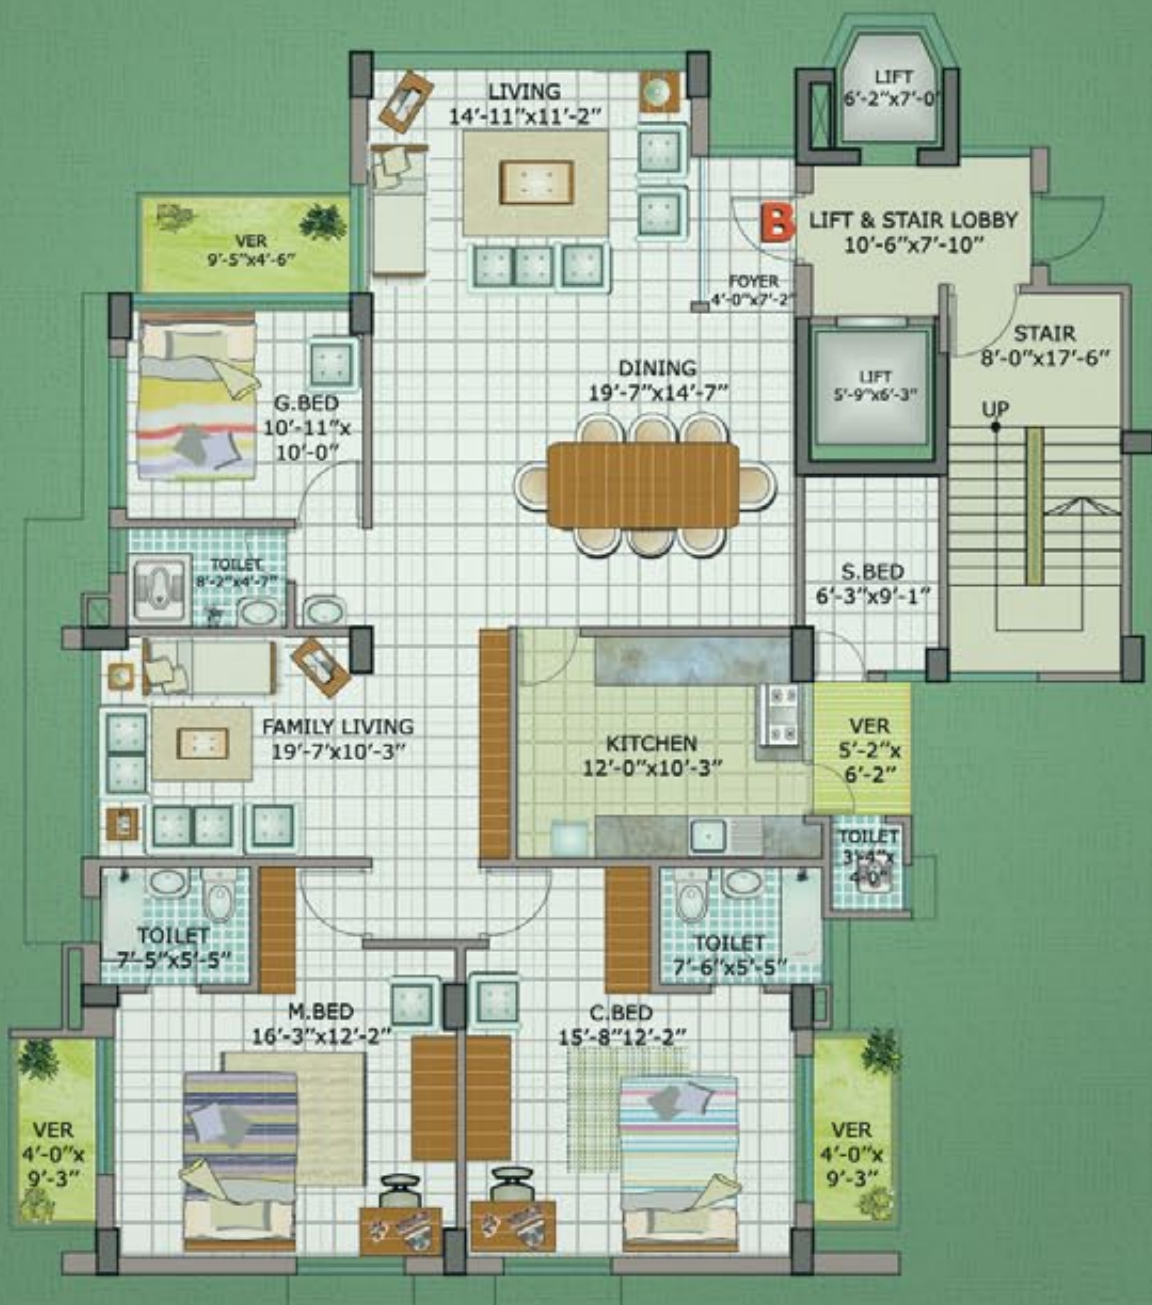 LIFT
6'-2"x7'-0"
LIVING
14'-11"x11'-2"
B
LIFT & STAIR LOBBY
10'-6"x7'-10"
VER
9'-5"x4'-6"
FOYER
4'-0"x7'-2"
STAIR
8'-0"x17'-6"
DINING
19'-7"x14'-7"
LIFT
5'-9"x6'-3"
G.BED
10'-11"x
10'-0"
UP
TOILET
8'-2"x4'-7"
S.BED
6'-3"x9'-1"
FAMILY LIVING
19'-7'x10'-3"
KITCHEN
12'-0"x10'-3"
VER
5'-2"x
6'-2"
TOILET
3'-4"x
4'-0"
TOILET
7'-5"x5'-5"
TOILET
7'-6"x5'-5"
M.BED
16'-3"x12'-2"
C.BED
15'-8"12'-2"
VER
4'-0"x
9'-3"
VER
4'-0"x
9'-3"